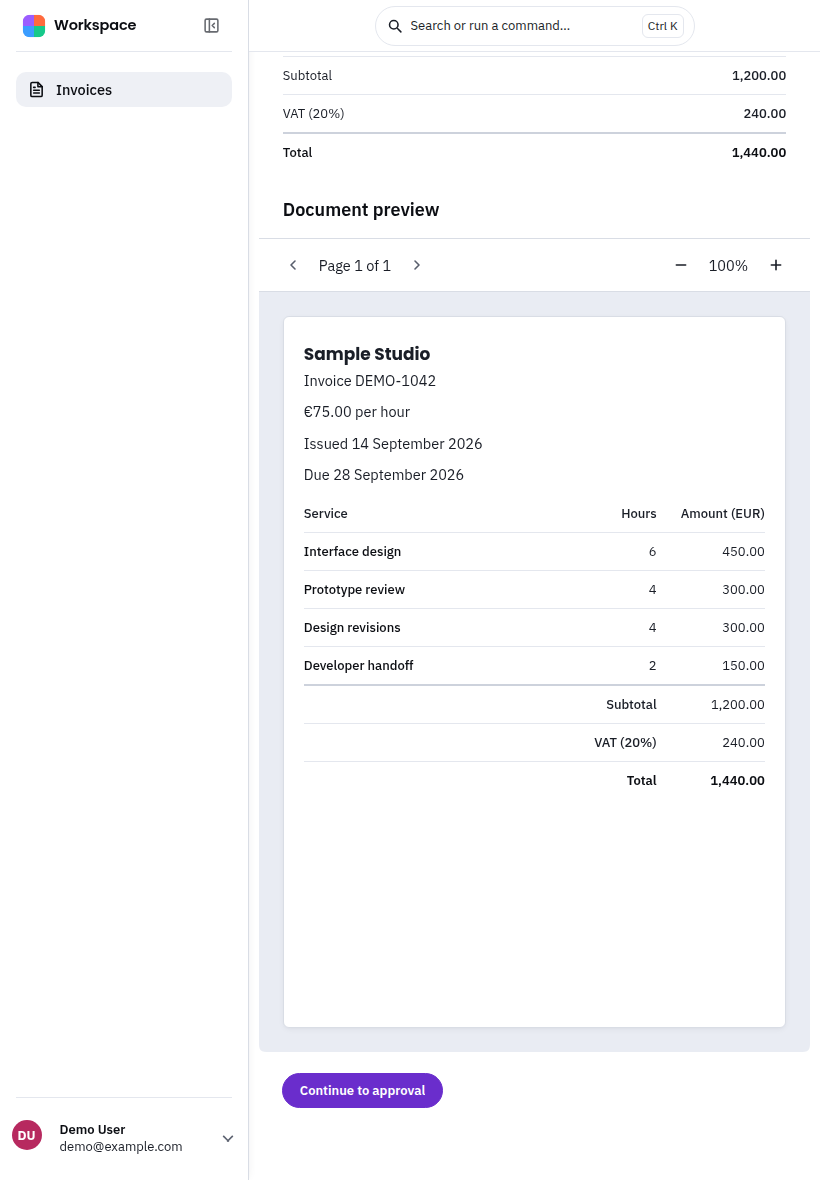 Workspace
Search or run a command...
Ctrl K
Invoices
Subtotal 1,200.00
VAT (20%) 240.00
Total 1,440.00
Document preview
Page 1 of 1
100%
Sample Studio
Invoice DEMO-1042
€75.00 per hour
Issued 14 September 2026
Due 28 September 2026
Service Hours Amount (EUR)
Interface design 6 450.00
Prototype review 4 300.00
Design revisions 4 300.00
Developer handoff 2 150.00
Subtotal 1,200.00
VAT (20%) 240.00
Total 1,440.00
Continue to approval
DU
Demo User
demo@example.com